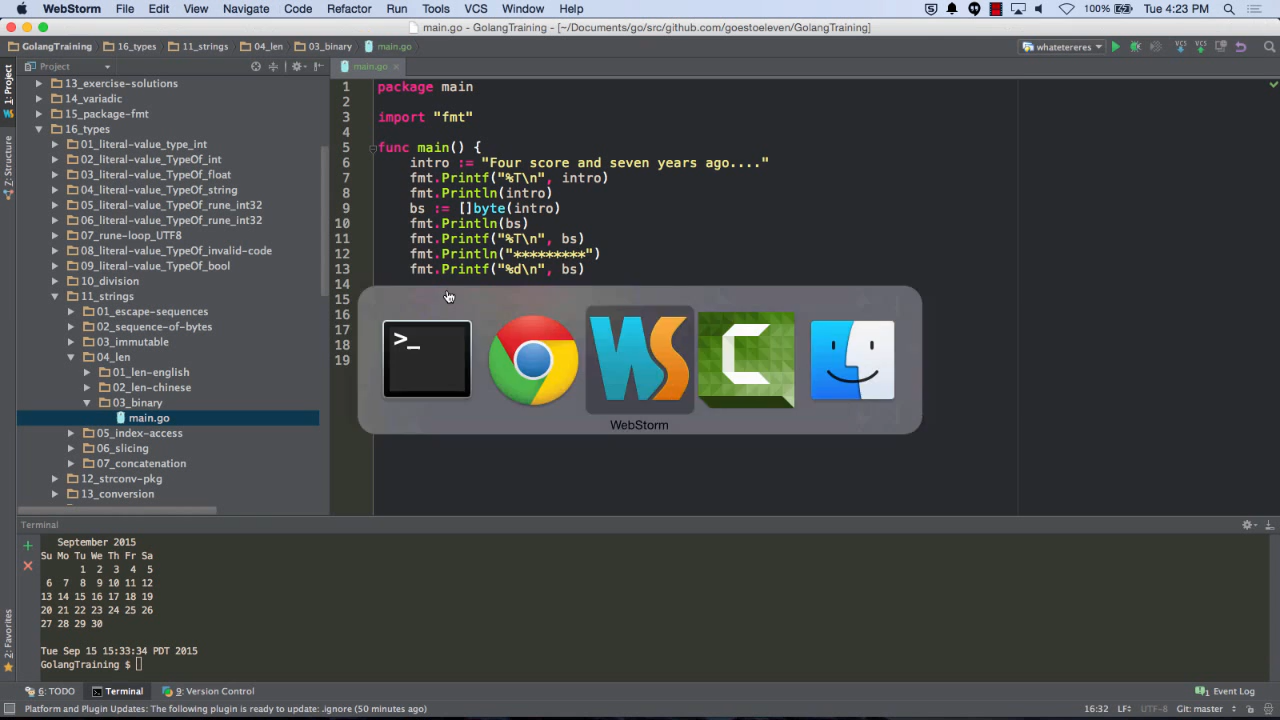 WebStorm File Edit View Navigate Code Refactor Run Tools VCS Window Help 100% Tue 4:23 PM
main.go - GolangTraining - [~/Documents/go/src/github.com/goestoeleven/GolangTraining]
GolangTraining 16_types 11_strings 04_len 03_binary main.go whatetereres
Project
main.go
1: Project
Z: Structure
2: Favorites
13_exercise-solutions
14_variadic
15_package-fmt
16_types
01_literal-value_type_int
02_literal-value_TypeOf_int
03_literal-value_TypeOf_float
04_literal-value_TypeOf_string
05_literal-value_TypeOf_rune_int32
06_literal-value_TypeOf_rune_int32
07_rune-loop_UTF8
08_literal-value_TypeOf_invalid-code
09_literal-value_TypeOf_bool
10_division
11_strings
01_escape-sequences
02_sequence-of-bytes
03_immutable
04_len
01_len-english
02_len-chinese
03_binary
main.go
05_index-access
06_slicing
07_concatenation
12_strconv-pkg
13_conversion
1 package main
2
3 import "fmt"
4
5 func main() {
6 intro := "Four score and seven years ago...."
7 fmt.Printf("%T\n", intro)
8 fmt.Println(intro)
9 bs := []byte(intro)
10 fmt.Println(bs)
11 fmt.Printf("%T\n", bs)
12 fmt.Println("*********")
13 fmt.Printf("%d\n", bs)
14
15
16
17
18
19
>_
WS
C
WebStorm
Terminal
September 2015
Su Mo Tu We Th Fr Sa
1 2 3 4 5
6 7 8 9 10 11 12
13 14 15 16 17 18 19
20 21 22 23 24 25 26
27 28 29 30
Tue Sep 15 15:33:34 PDT 2015
GolangTraining $
6: TODO Terminal 9: Version Control 1 Event Log
Platform and Plugin Updates: The following plugin is ready to update: .ignore (50 minutes ago) 16:32 LF UTF-8 Git: master